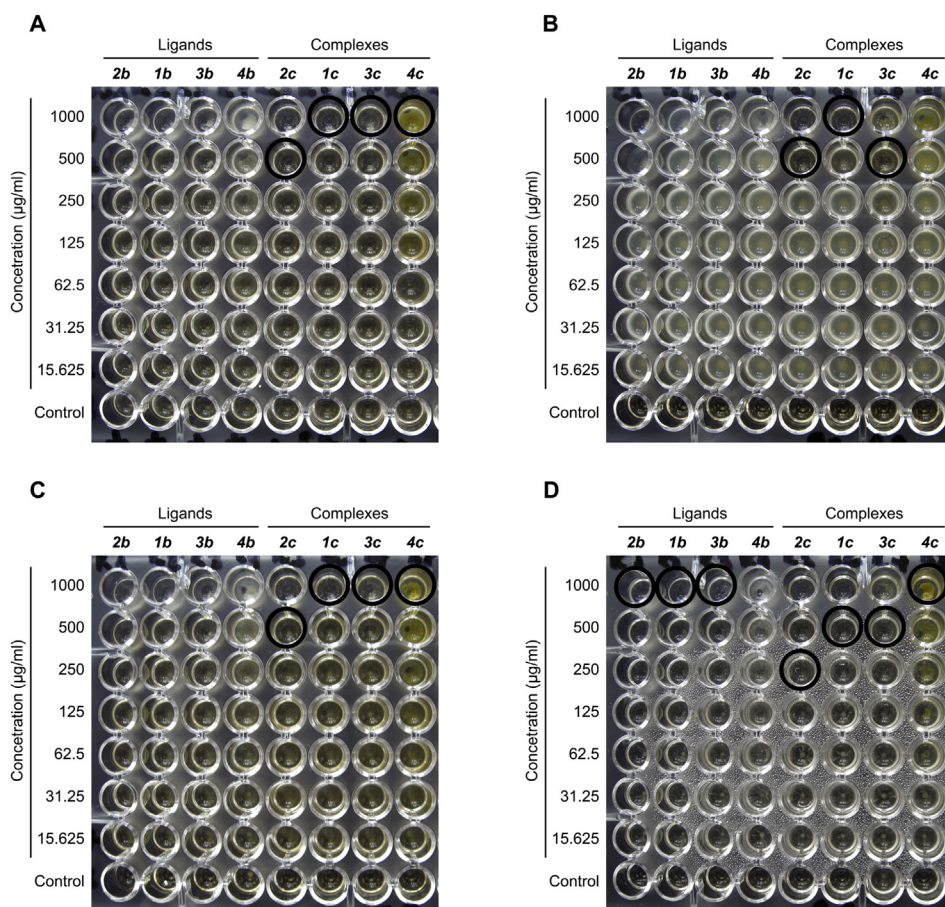 A
Ligands Complexes
2b 1b 3b 4b 2c 1c 3c 4c
Concetration (µg/ml)
1000
500
250
125
62.5
31.25
15.625
Control
B
Ligands Complexes
2b 1b 3b 4b 2c 1c 3c 4c
Concetration (µg/ml)
1000
500
250
125
62.5
31.25
15.625
Control
C
Ligands Complexes
2b 1b 3b 4b 2c 1c 3c 4c
Concetration (µg/ml)
1000
500
250
125
62.5
31.25
15.625
Control
D
Ligands Complexes
2b 1b 3b 4b 2c 1c 3c 4c
Concetration (µg/ml)
1000
500
250
125
62.5
31.25
15.625
Control